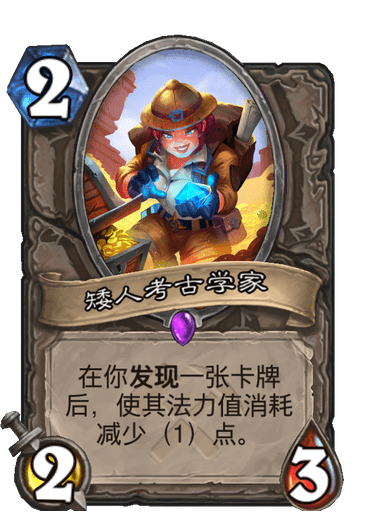 2
矮人考古学家
在你发现一张卡牌
后，使其法力值消耗
减少（1）点。
2
3